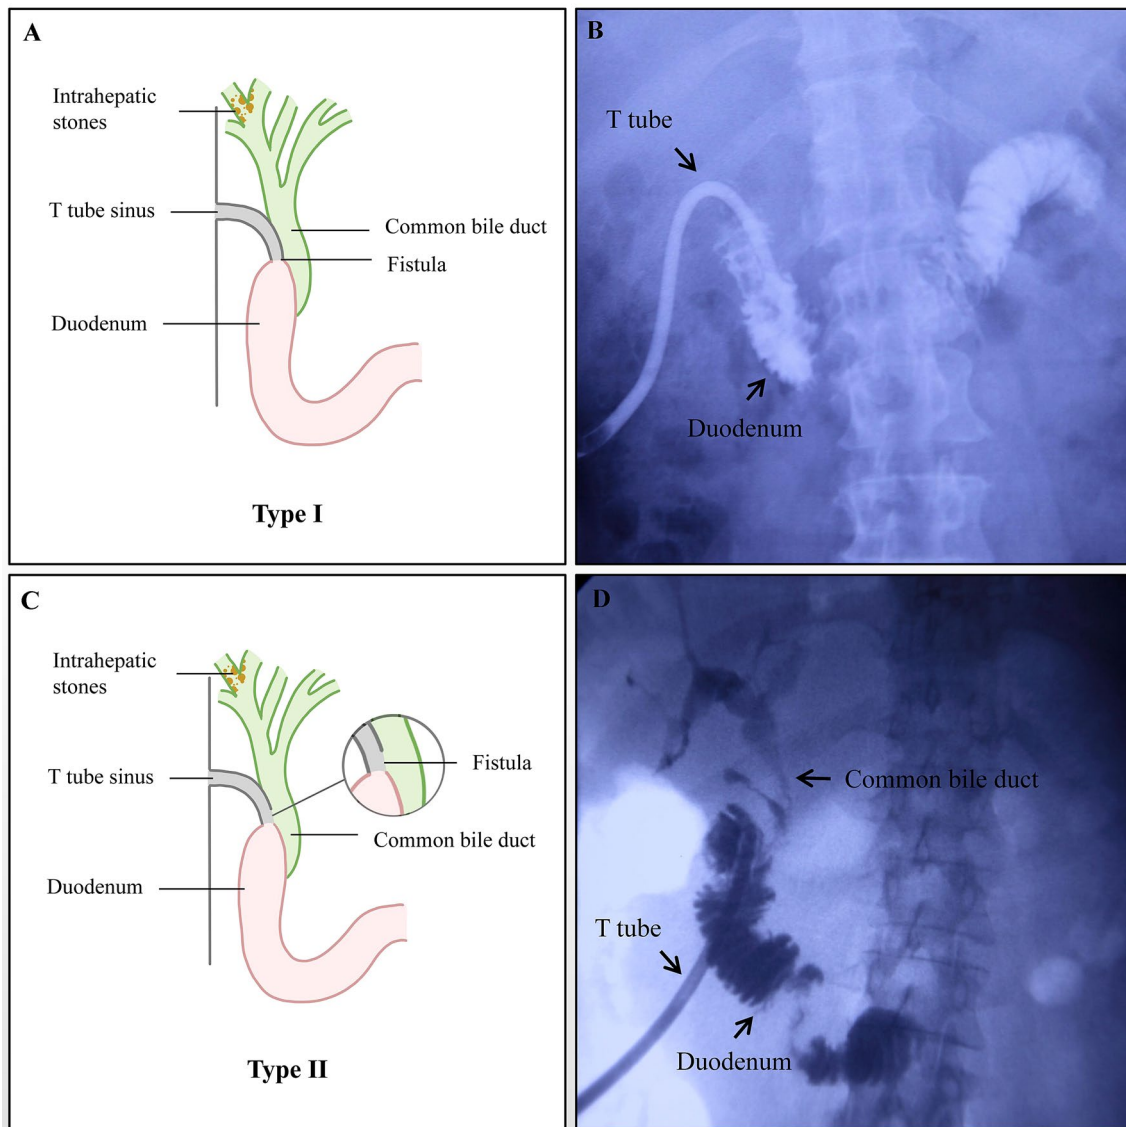 A
Intrahepatic
stones
T tube sinus
Common bile duct
Fistula
Duodenum
Type I
B
T tube
Duodenum
C
Intrahepatic
stones
T tube sinus
Fistula
Common bile duct
Duodenum
Type II
D
Common bile duct
T tube
Duodenum